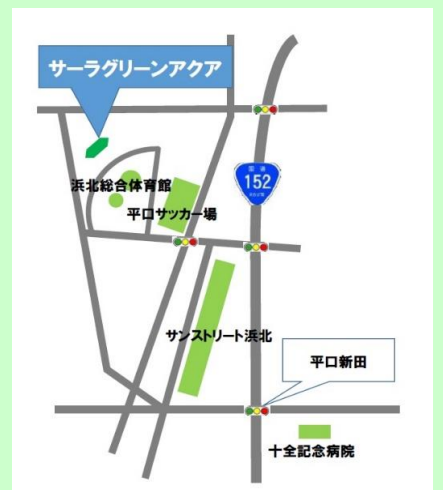 サーラグリーンアクア
浜北総合体育館
国道
152
平口サッカー場
サンストリート浜北
平口新田
十全記念病院